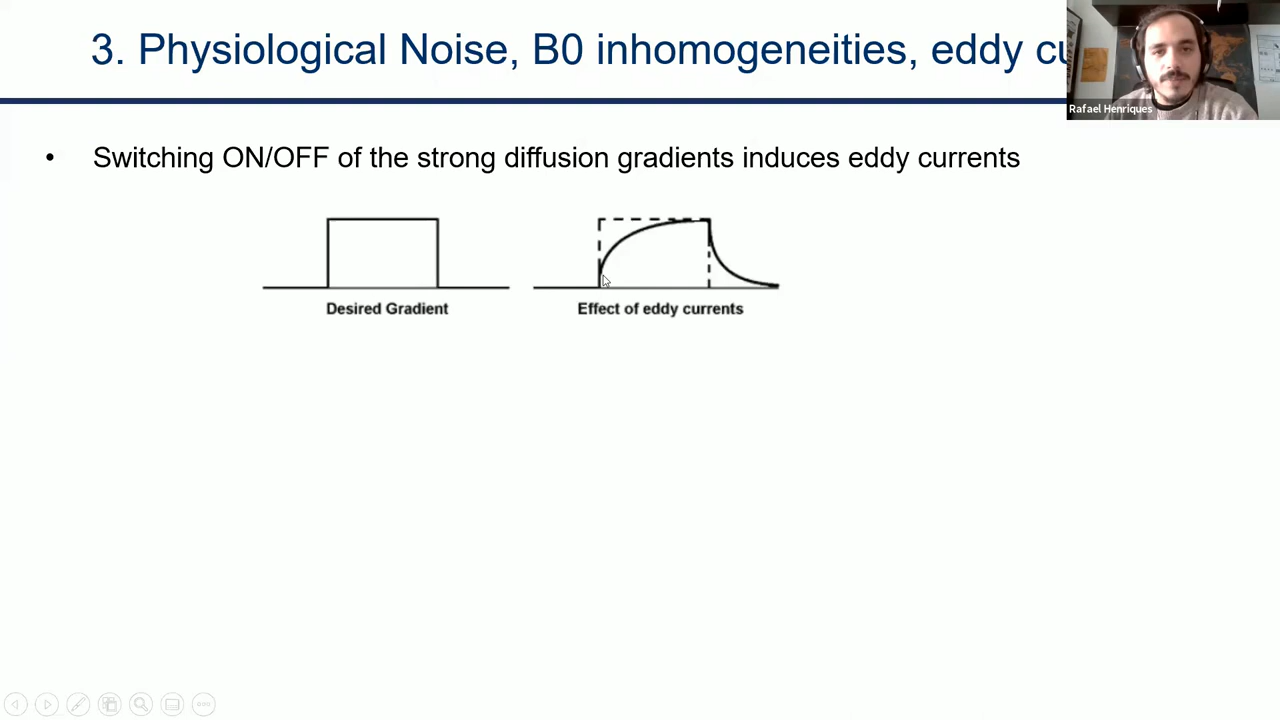 3. Physiological Noise, B0 inhomogeneities, eddy cu
Rafael Henriques
• Switching ON/OFF of the strong diffusion gradients induces eddy currents
Desired Gradient
Effect of eddy currents